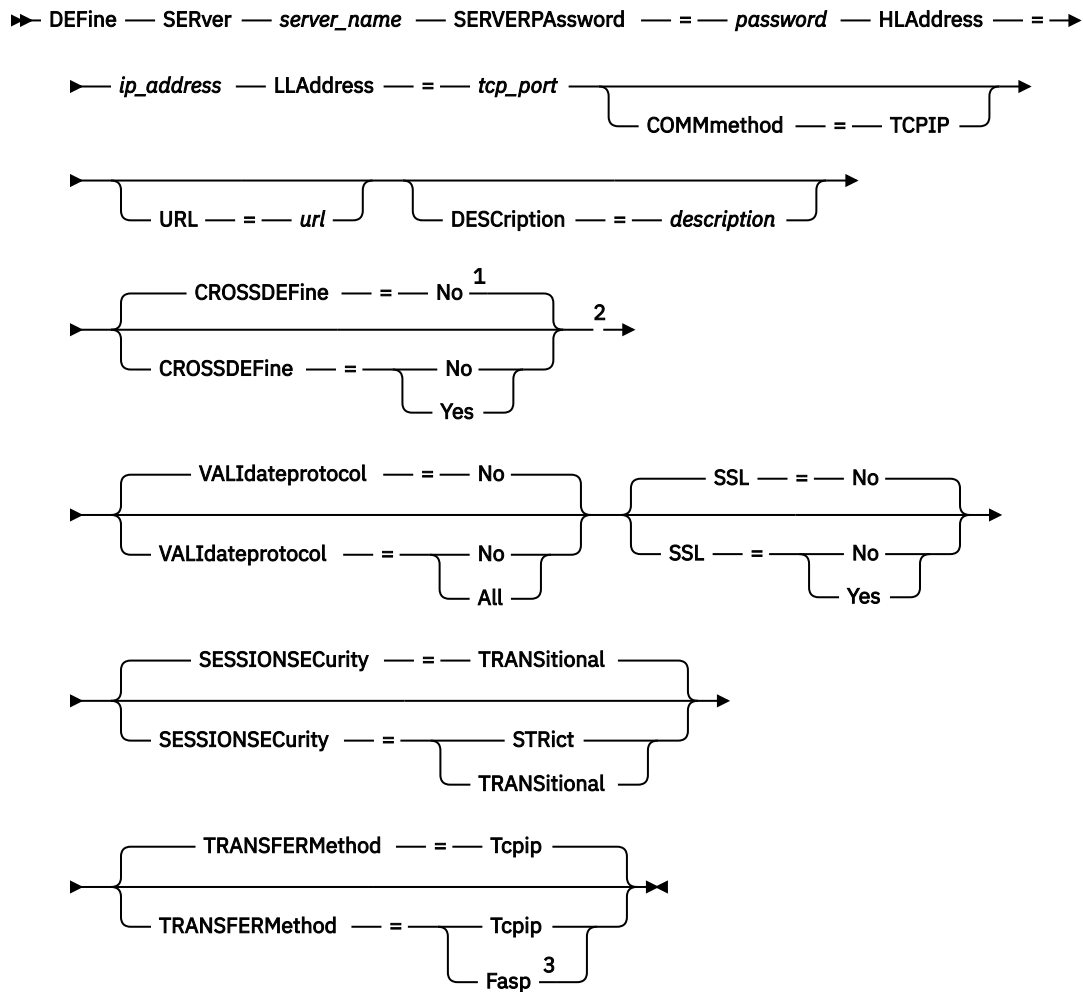 DEFine SERver server_name SERVERPAssword = password HLAddress =
ip_address LLAddress = tcp_port
COMMmethod = TCPIP
URL = url DESCription = description
CROSSDEFine = No 1
2
CROSSDEFine = No
Yes
VALIdateprotocol = No SSL = No
VALIdateprotocol = No SSL = No
All Yes
SESSIONSECurity = TRANSitional
SESSIONSECurity = STRict
TRANSitional
TRANSFERMethod = Tcpip
TRANSFERMethod = Tcpip
Fasp 3